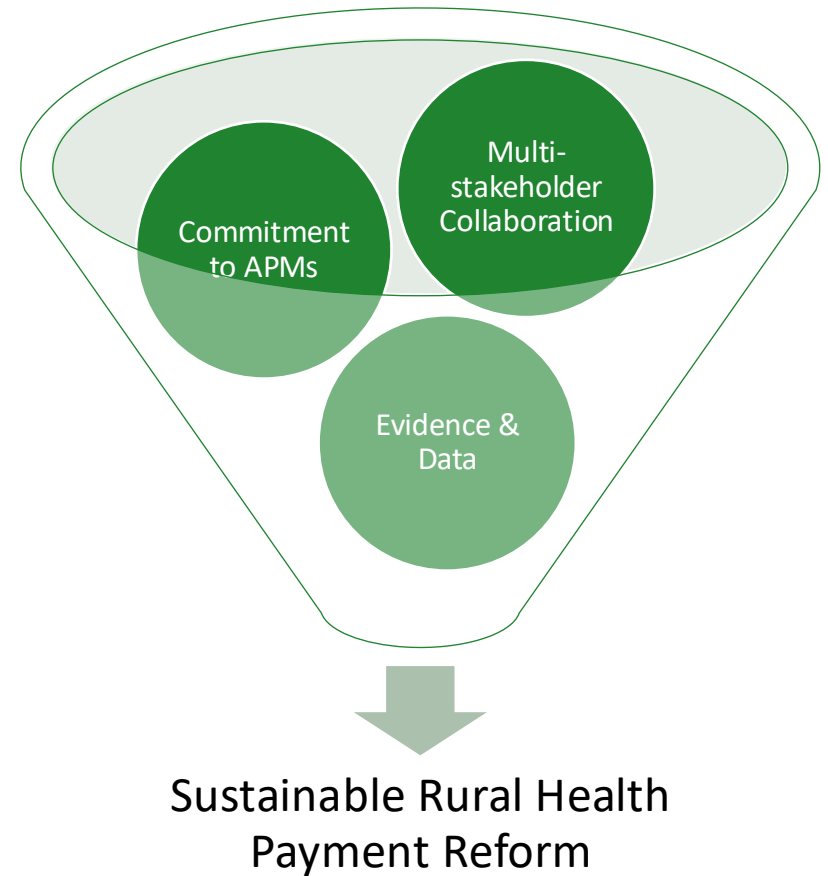 Multi-
stakeholder
Collaboration
Commitment
to APMs
Evidence &
Data
Sustainable Rural Health
Payment Reform